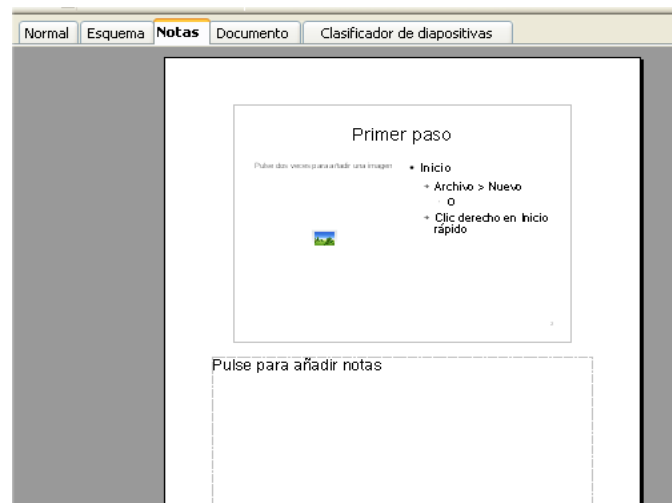 Normal Esquema Notas Documento Clasificador de diapositivas
Primer paso
Pulse dos veces para añadir una imagen
• Inicio
Archivo > Nuevo
O
Clic derecho en Inicio
rápido
Pulse para añadir notas